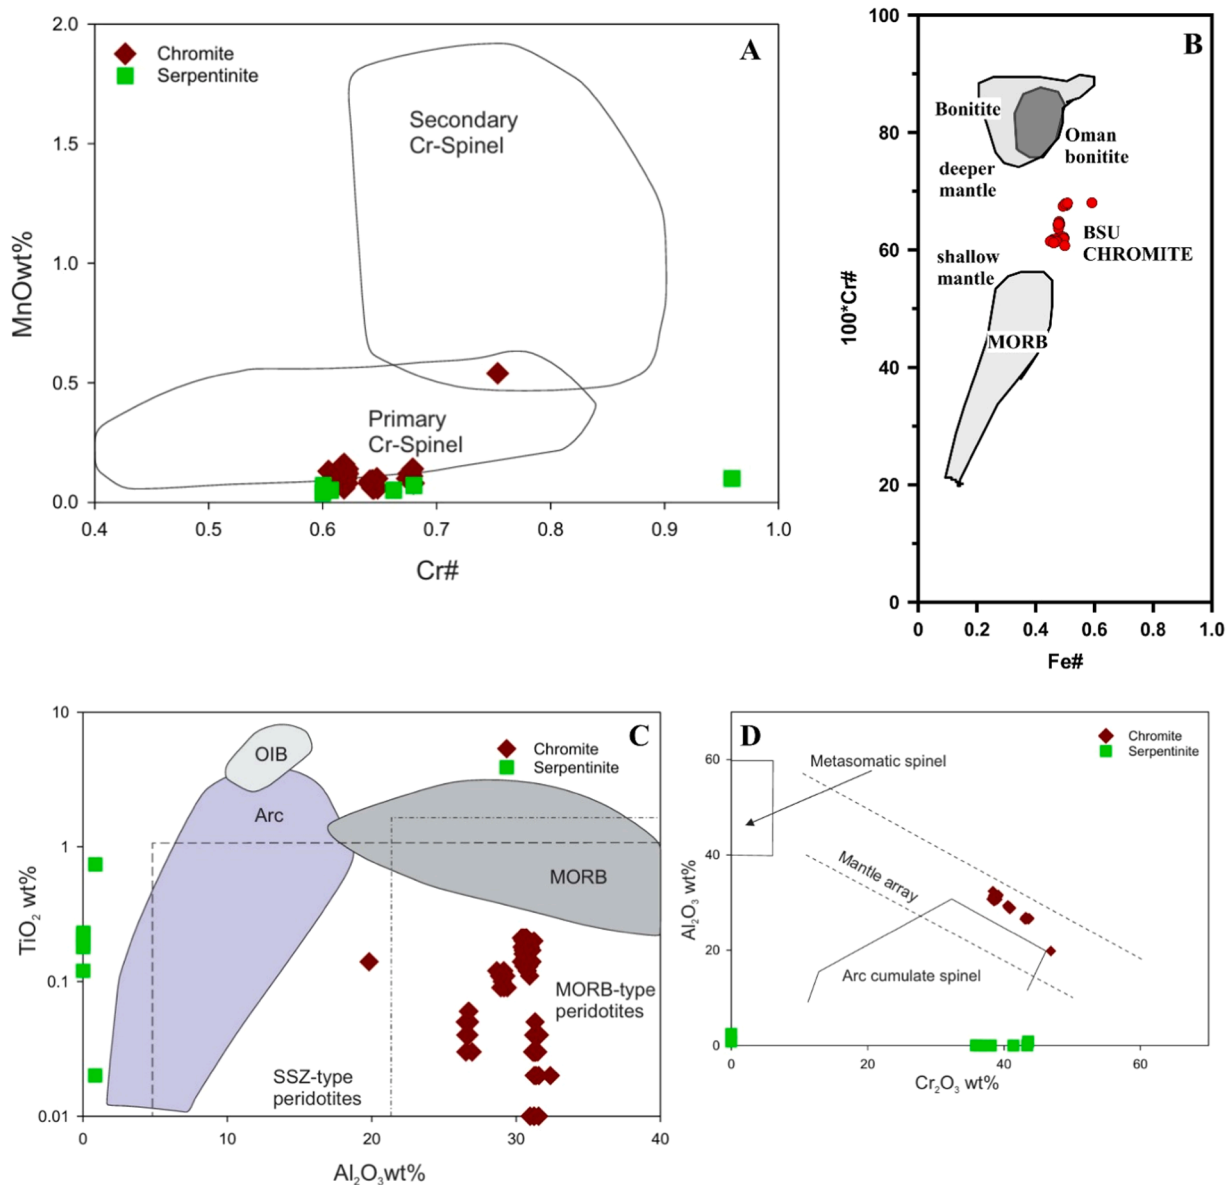 A
Chromite
Serpentinite
Secondary
Cr-Spinel
Primary
Cr-Spinel
MnOwt%
2.0
1.5
1.0
0.5
0.0
0.4
0.5
0.6
0.7
0.8
0.9
1.0
Cr#
B
100
80
60
40
20
0
100*Cr#
Bonitite
Oman
bonitite
deeper
mantle
BSU
CHROMITE
shallow
mantle
MORB
0
0.2
0.4
0.6
0.8
1.0
Fe#
C
Chromite
Serpentinite
OIB
Arc
MORB
MORB-type
peridotites
SSZ-type
peridotites
TiO₂ wt%
10
1
0.1
0.01
0
10
20
30
40
Al₂O₃wt%
D
Chromite
Serpentinite
Metasomatic spinel
Mantle array
Arc cumulate spinel
Al₂O₃ wt%
60
40
20
0
0
20
40
60
Cr₂O₃ wt%